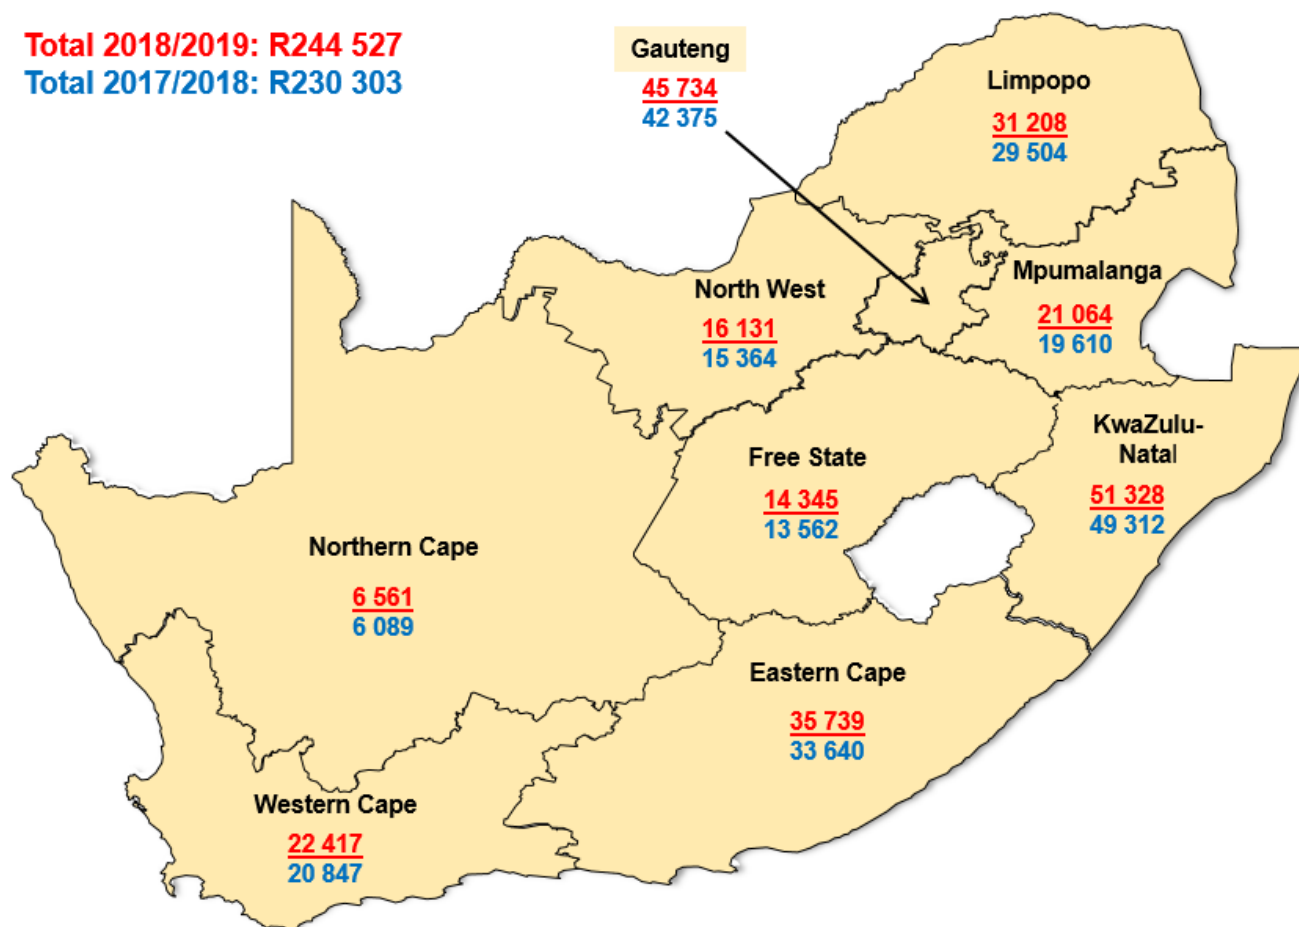 Total 2018/2019: R244 527
Total 2017/2018: R230 303
Gauteng
45 734
42 375
Limpopo
31 208
29 504
North West
16 131
15 364
Mpumalanga
21 064
19 610
Free State
14 345
13 562
KwaZulu-
Natal
51 328
49 312
Northern Cape
6 561
6 089
Eastern Cape
35 739
33 640
Western Cape
22 417
20 847